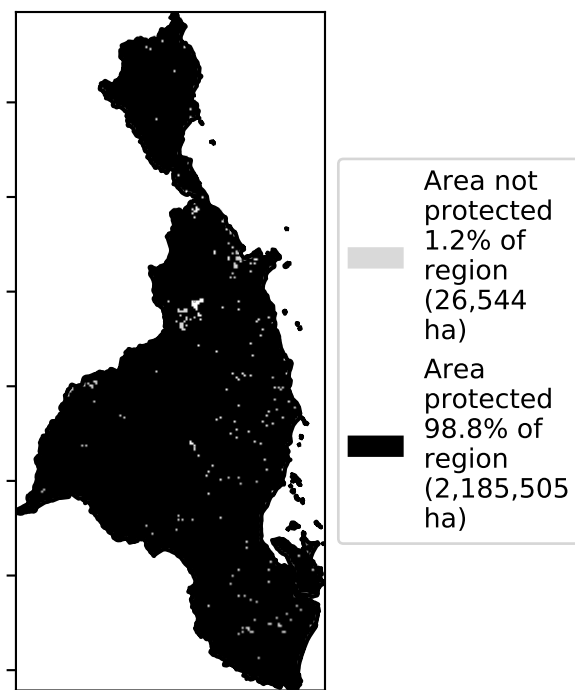 Area not
protected
1.2% of
region
(26,544
ha)
Area
protected
98.8% of
region
(2,185,505
ha)